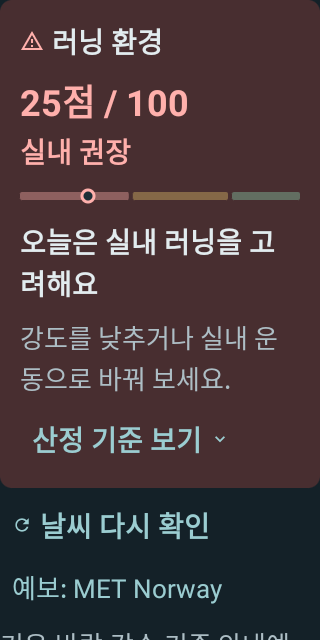 러닝 환경
25점 / 100
실내 권장
오늘은 실내 러닝을 고
려해요
강도를 낮추거나 실내 운
동으로 바꿔 보세요.
산정 기준 보기
날씨 다시 확인
예보: MET Norway